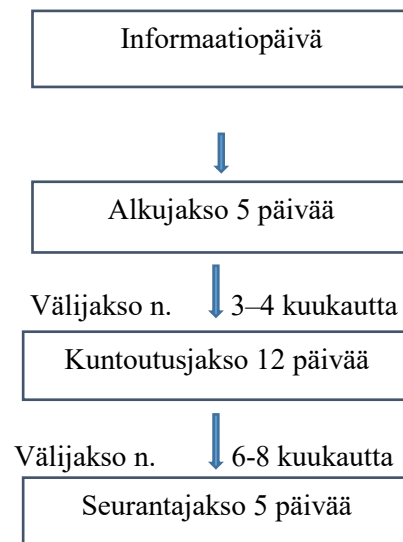 Informaatiopäivä
Alkujakso 5 päivää
Välijakso n. 3–4 kuukautta
Kuntoutusjakso 12 päivää
Välijakso n. 6-8 kuukautta
Seurantajakso 5 päivää